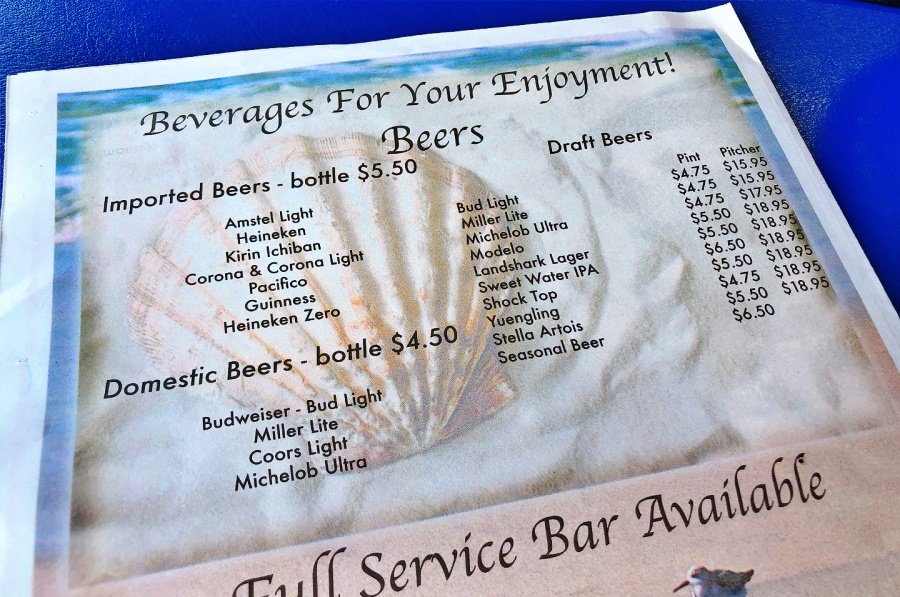 Beverages For Your Enjoyment!
Beers
Imported Beers - bottle $5.50
Amstel Light
Heineken
Kirin Ichiban
Corona & Corona Light
Pacifico
Guinness
Heineken Zero
Domestic Beers - bottle $4.50
Budweiser - Bud Light
Miller Lite
Coors Light
Michelob Ultra
Draft Beers
Pint Pitcher
Bud Light $4.75 $15.95
Miller Lite $4.75 $15.95
Michelob Ultra $4.75 $17.95
Modelo $5.50 $18.95
Landshark Lager $5.50 $18.95
Sweet Water IPA $6.50 $18.95
Shock Top $5.50 $18.95
Yuengling $4.75 $18.95
Stella Artois $5.50 $18.95
Seasonal Beer $6.50
Full Service Bar Available